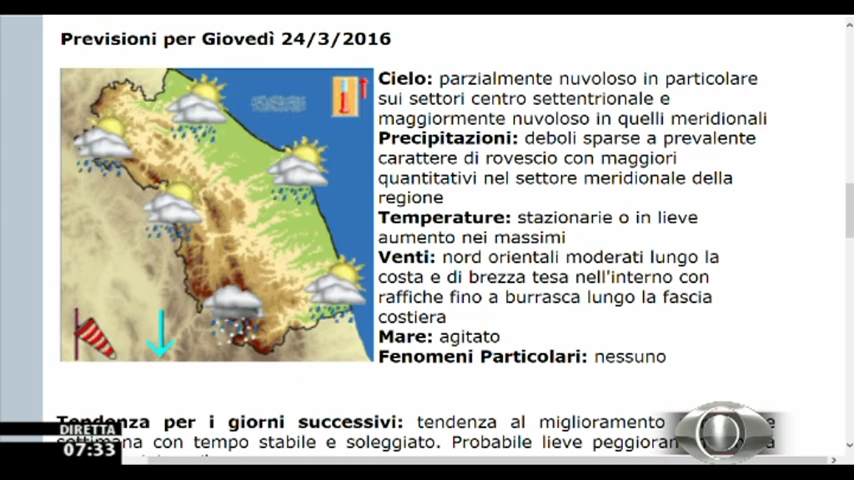 Previsioni per Giovedì 24/3/2016
Cielo: parzialmente nuvoloso in particolare
sui settori centro settentrionale e
maggiormente nuvoloso in quelli meridionali
Precipitazioni: deboli sparse a prevalente
carattere di rovescio con maggiori
quantitativi nel settore meridionale della
regione
Temperature: stazionarie o in lieve
aumento nei massimi
Venti: nord orientali moderati lungo la
costa e di brezza tesa nell'interno con
raffiche fino a burrasca lungo la fascia
costiera
Mare: agitato
Fenomeni Particolari: nessuno
Tendenza per i giorni successivi: tendenza al miglioramento
settimana con tempo stabile e soleggiato. Probabile lieve
DIRETTA
07:33